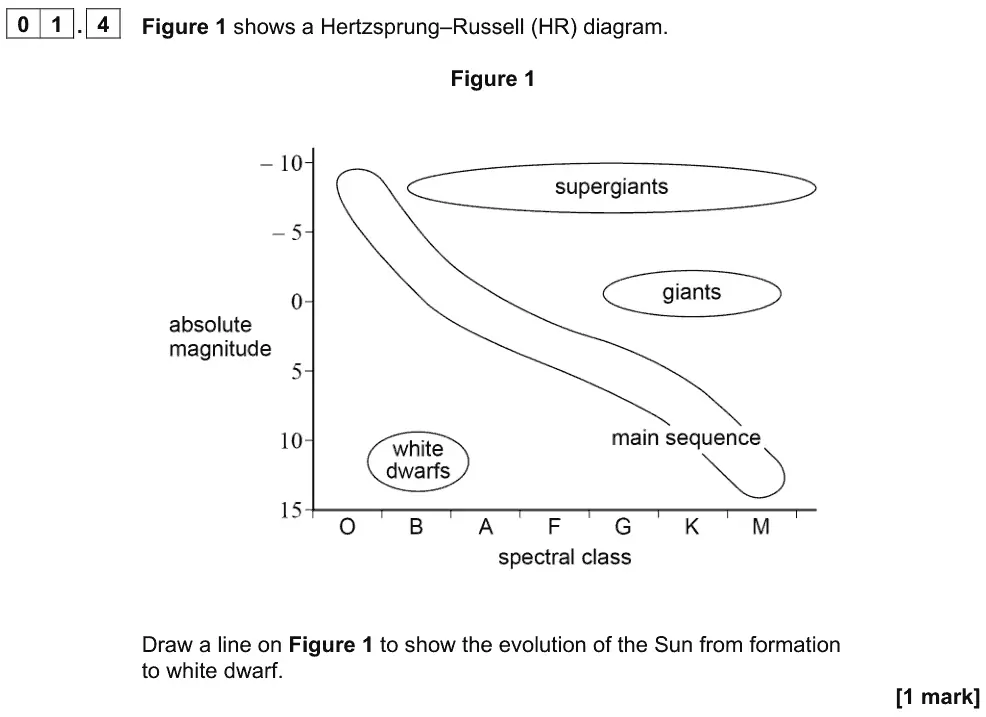 0 1 . 4 Figure 1 shows a Hertzsprung–Russell (HR) diagram.
Figure 1
– 10
supergiants
– 5
giants
0
absolute
magnitude
5
main sequence
10
white
dwarfs
15
O B A F G K M
spectral class
Draw a line on Figure 1 to show the evolution of the Sun from formation
to white dwarf.
[1 mark]